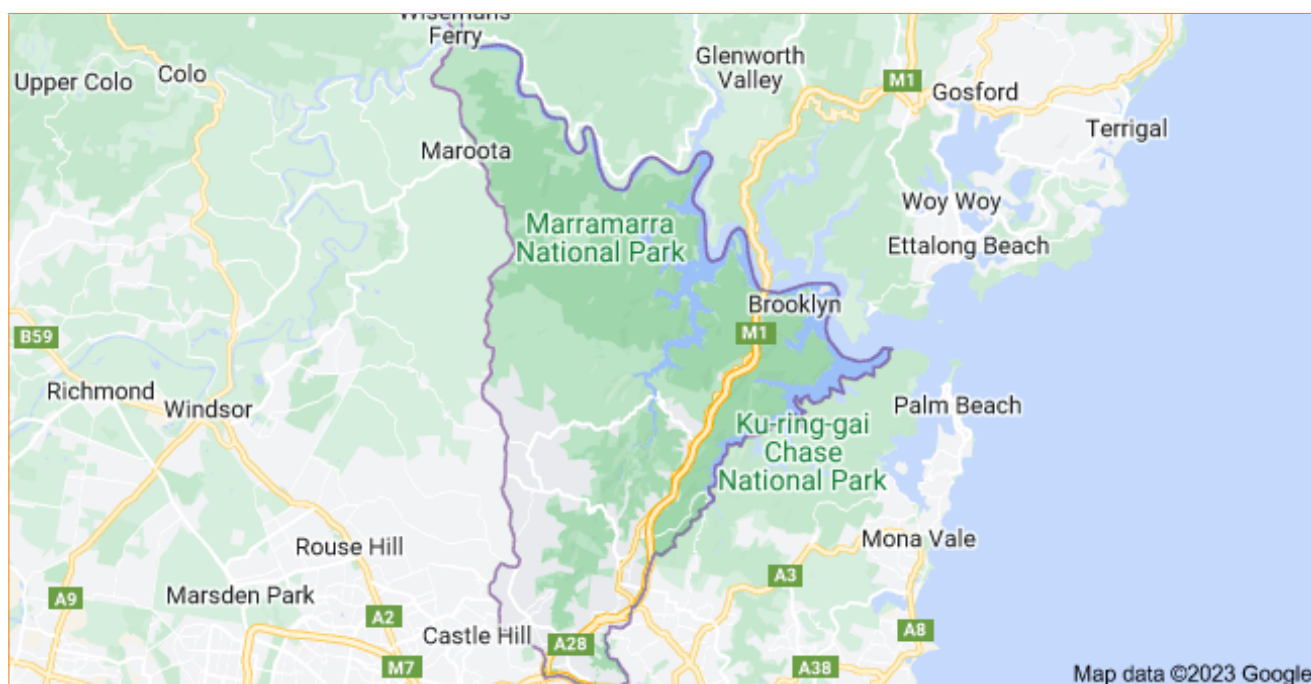 Wisemans
Ferry
Glenworth
Valley
Upper Colo
Colo
M1
Gosford
Terrigal
Maroota
Woy Woy
Marramarra
National Park
Ettalong Beach
Brooklyn
B59
M1
Richmond
Windsor
Palm Beach
Ku-ring-gai
Chase
National Park
Mona Vale
Rouse Hill
A3
Marsden Park
A9
A2
Castle Hill
A28
A8
M7
A38
Map data ©2023 Google